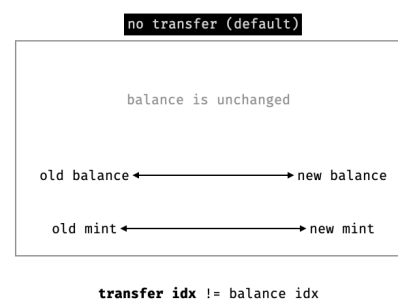 no transfer (default)
balance is unchanged
old balance new balance
old mint new mint
transfer idx != balance idx